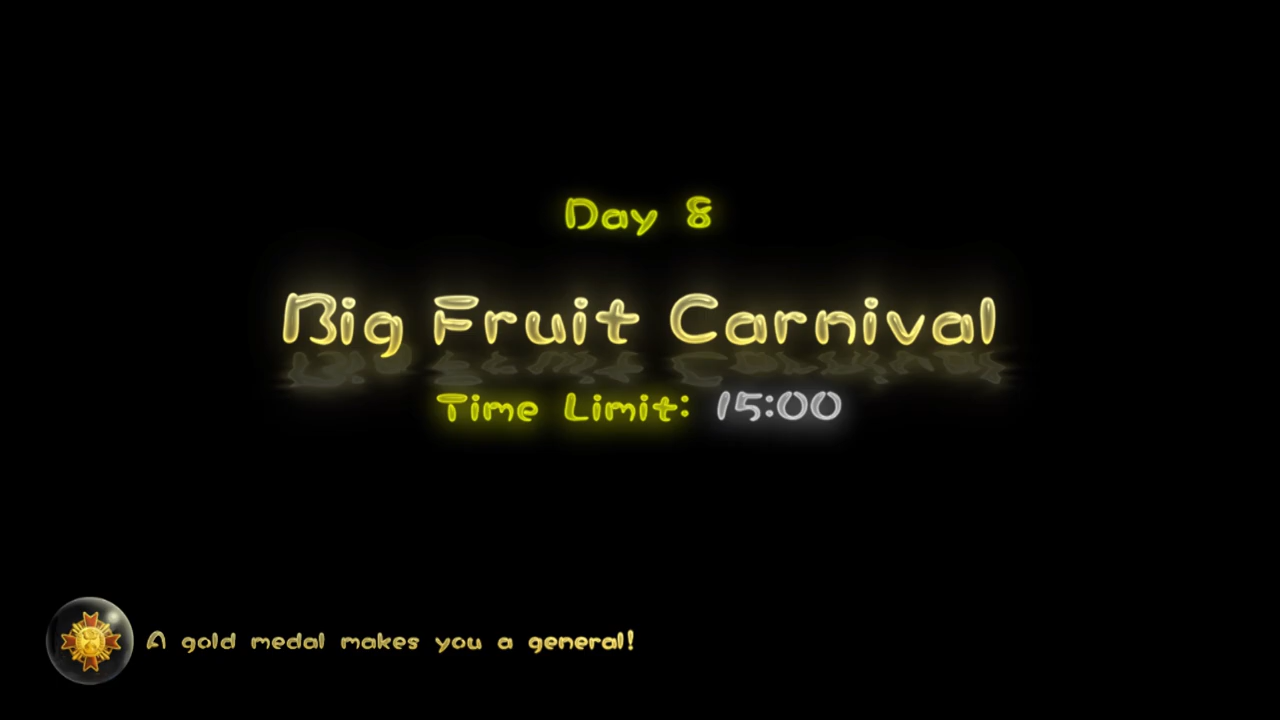 Day 8
Big Fruit Carnival
Time Limit: 15:00
A gold medal makes you a general!